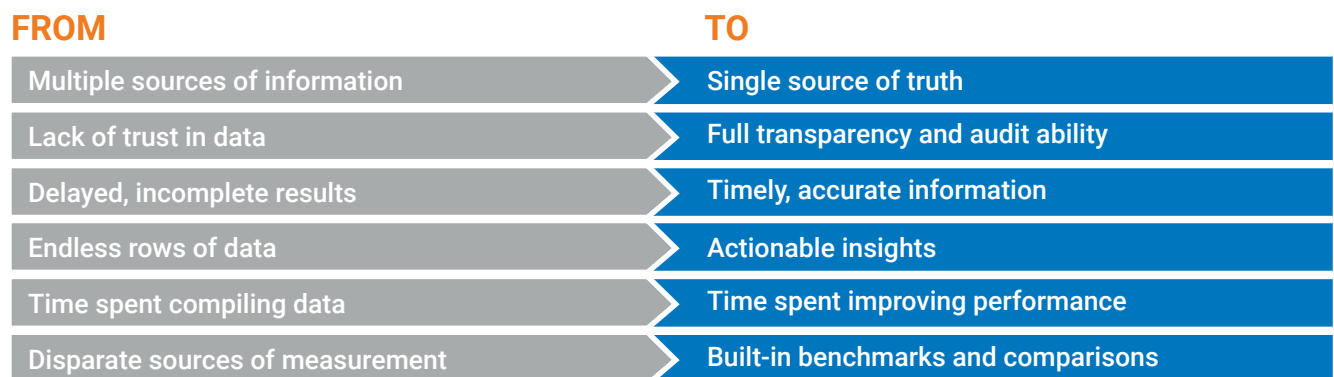 FROM
TO
Multiple sources of information
Single source of truth
Lack of trust in data
Full transparency and audit ability
Delayed, incomplete results
Timely, accurate information
Endless rows of data
Actionable insights
Time spent compiling data
Time spent improving performance
Disparate sources of measurement
Built-in benchmarks and comparisons